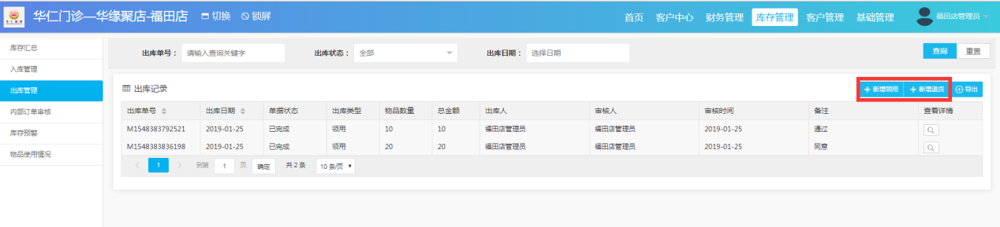 华仁门诊—华缘聚店-福田店 切换 锁屏 首页 客户中心 财务管理 库存管理 客户管理 基础管理 福田店管理员
库存汇总
入库管理
出库管理
内部订单审核
库存预警
物品使用情况
出库单号： 请输入查询关键字 出库状态： 全部 出库日期： 选择日期 查询 重置
出库记录 新增领用 新增退货 导出
出库单号 出库日期 单据状态 出库类型 物品数量 总金额 出库人 审核人 审核时间 备注 查看详情
M1548383792521 2019-01-25 已完成 领用 10 10 福田店管理员 福田店管理员 2019-01-25 通过
M1548383836198 2019-01-25 已完成 领用 20 20 福田店管理员 福田店管理员 2019-01-25 同意
1 到第 1 页 确定 共 2 条 10 条/页